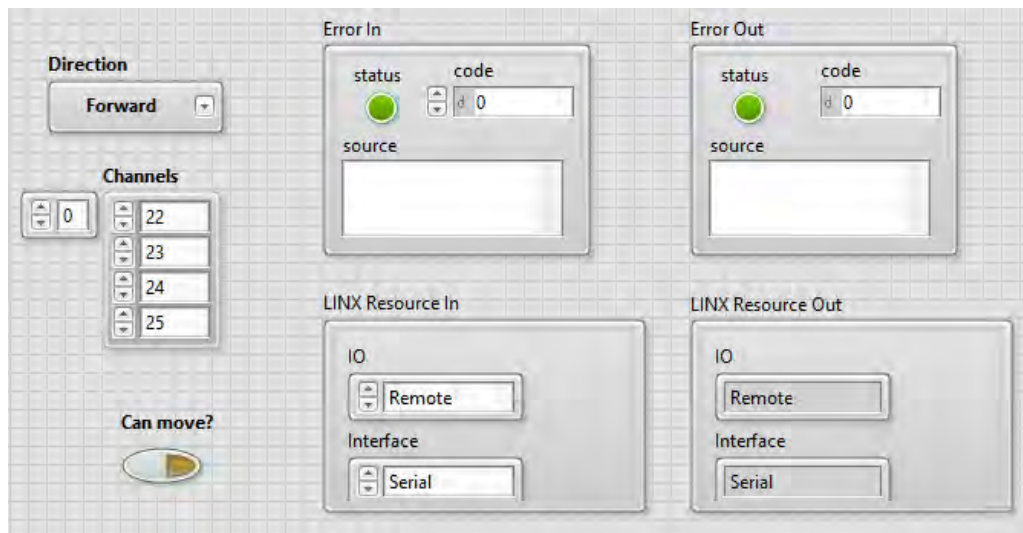 Direction
Forward
Channels
0
22
23
24
25
Can move?
Error In
status
code
d 0
source
Error Out
status
code
d 0
source
LINX Resource In
IO
Remote
Interface
Serial
LINX Resource Out
IO
Remote
Interface
Serial